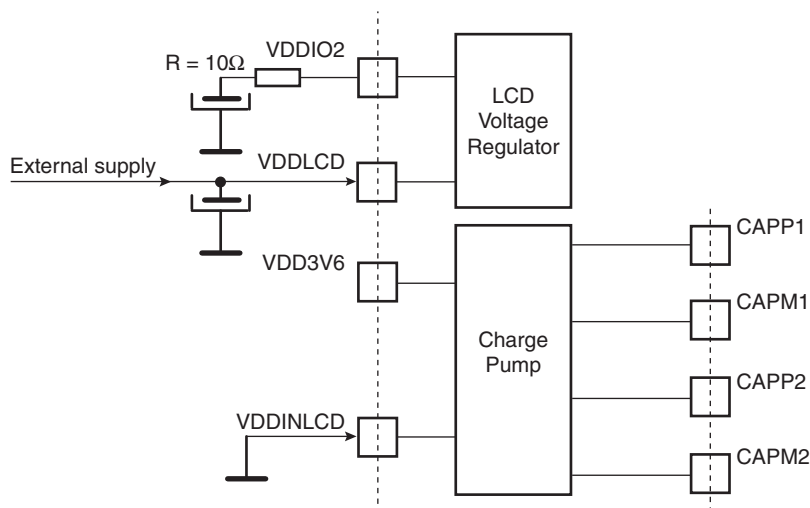 VDDIO2
R = 10Ω
LCD
Voltage
Regulator
External supply
VDDLCD
VDD3V6
CAPP1
CAPM1
Charge
Pump
CAPP2
VDDINLCD
CAPM2